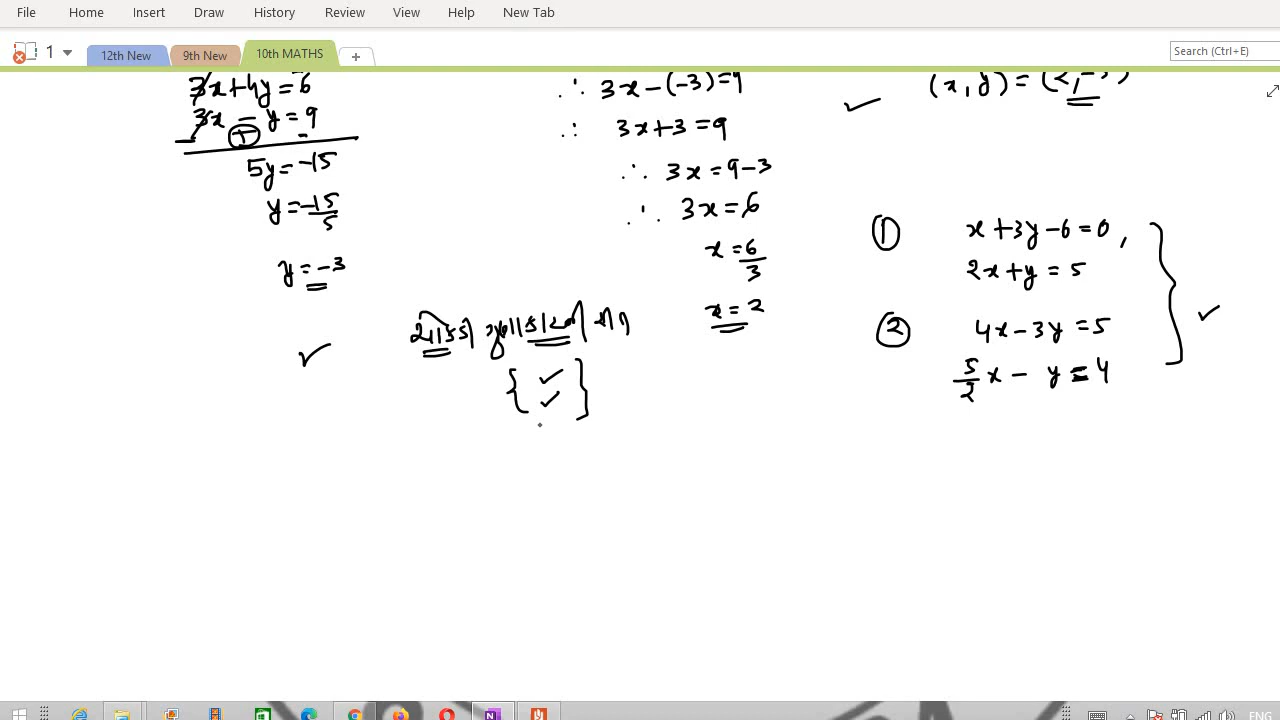 File Home Insert Draw History Review View Help New Tab
1 12th New 9th New 10th MATHS
Search (Ctrl+E)
3x+4y=6
3x-y=9
5y=-15
y=-15/5
y=-3
∴ 3x-(-3)=9
∴ 3x+3=9
∴ 3x=9-3
∴ 3x=6
x=6/3
x=2
(x, y) = (2, -3)
① x+3y-6=0,
2x+y=5
② 4x-3y=5
5/2x-y=4
ENG